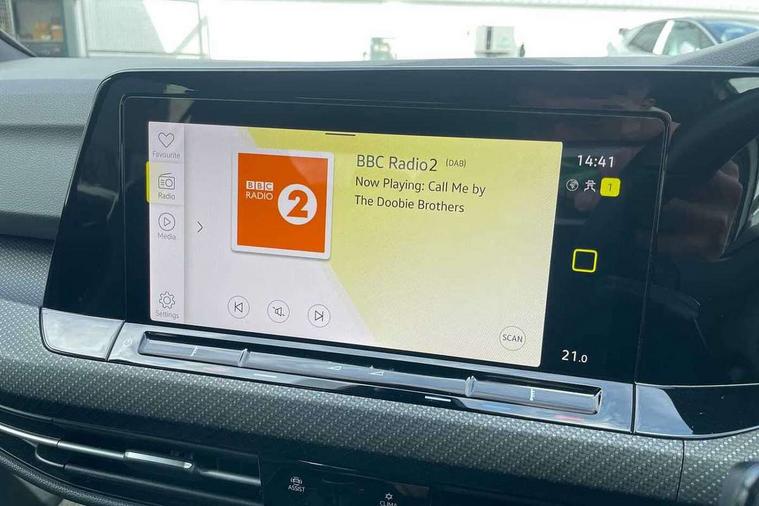 Favourite
Radio
Media
Settings
BBC
RADIO
2
BBC Radio2 (DAB)
Now Playing: Call Me by
The Doobie Brothers
SCAN
14:41
1
21.0
ASSIST
CLIMA